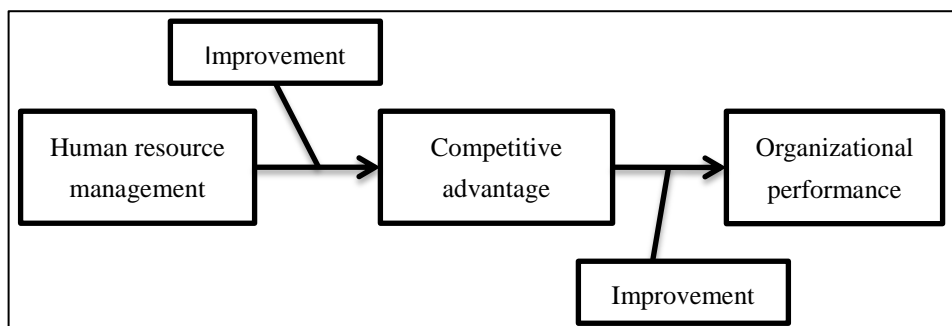 Improvement
Human resource
management
Competitive
advantage
Organizational
performance
Improvement